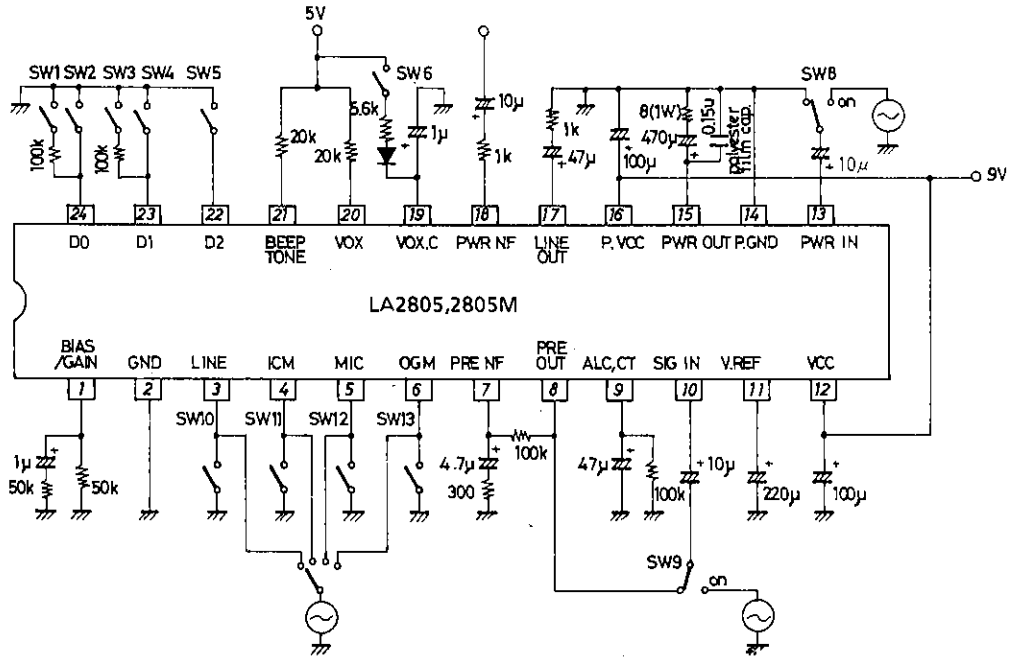 5V
SW1 SW2 SW3 SW4 SW5
SW6
SW8
on
100k
100k
20k
20k
5.6k
1μ
10μ
1k
1k
47μ
100μ
8(1W)
470μ
0.15u
polyester
film cap.
10μ
9V
24 23 22 21 20 19 18 17 16 15 14 13
D0 D1 D2 BEEP TONE VOX VOX.C PWR NF LINE OUT P.VCC PWR OUT P.GND PWR IN
LA2805,2805M
BIAS /GAIN GND LINE ICM MIC OGM PRE NF PRE OUT ALC,CT SIG IN V.REF VCC
1 2 3 4 5 6 7 8 9 10 11 12
SW10 SW11 SW12 SW13
1μ
50k
50k
4.7μ
300
100k
47μ
100k
10μ
220μ
100μ
SW9
on